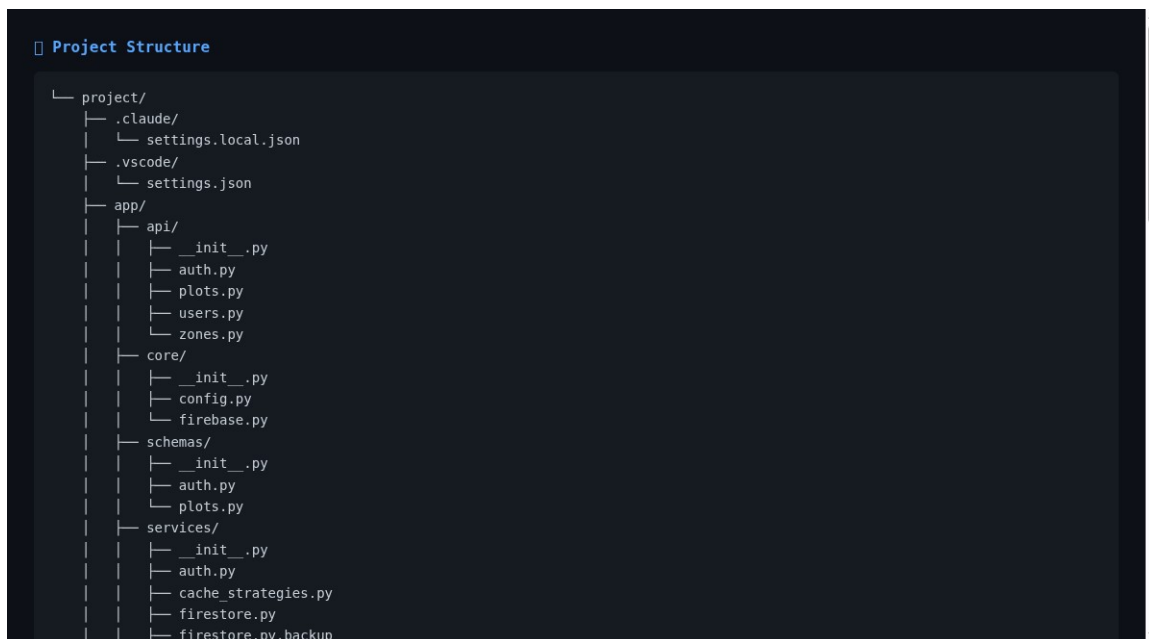 Project Structure
└── project/
    ├── .claude/
    │   └── settings.local.json
    ├── .vscode/
    │   └── settings.json
    ├── app/
    │   ├── api/
    │   │   ├── __init__.py
    │   │   ├── auth.py
    │   │   ├── plots.py
    │   │   ├── users.py
    │   │   └── zones.py
    │   ├── core/
    │   │   ├── __init__.py
    │   │   ├── config.py
    │   │   └── firebase.py
    │   ├── schemas/
    │   │   ├── __init__.py
    │   │   ├── auth.py
    │   │   └── plots.py
    │   ├── services/
    │   │   ├── __init__.py
    │   │   ├── auth.py
    │   │   ├── cache_strategies.py
    │   │   ├── firestore.py
    │   │   ├── firestore.py.backup